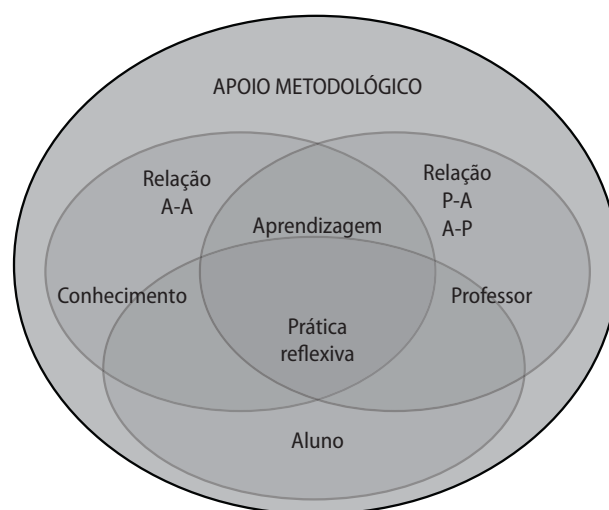 APOIO METODOLÓGICO
Relação
A-A
Relação
P-A
A-P
Aprendizagem
Conhecimento
Professor
Prática
reflexiva
Aluno